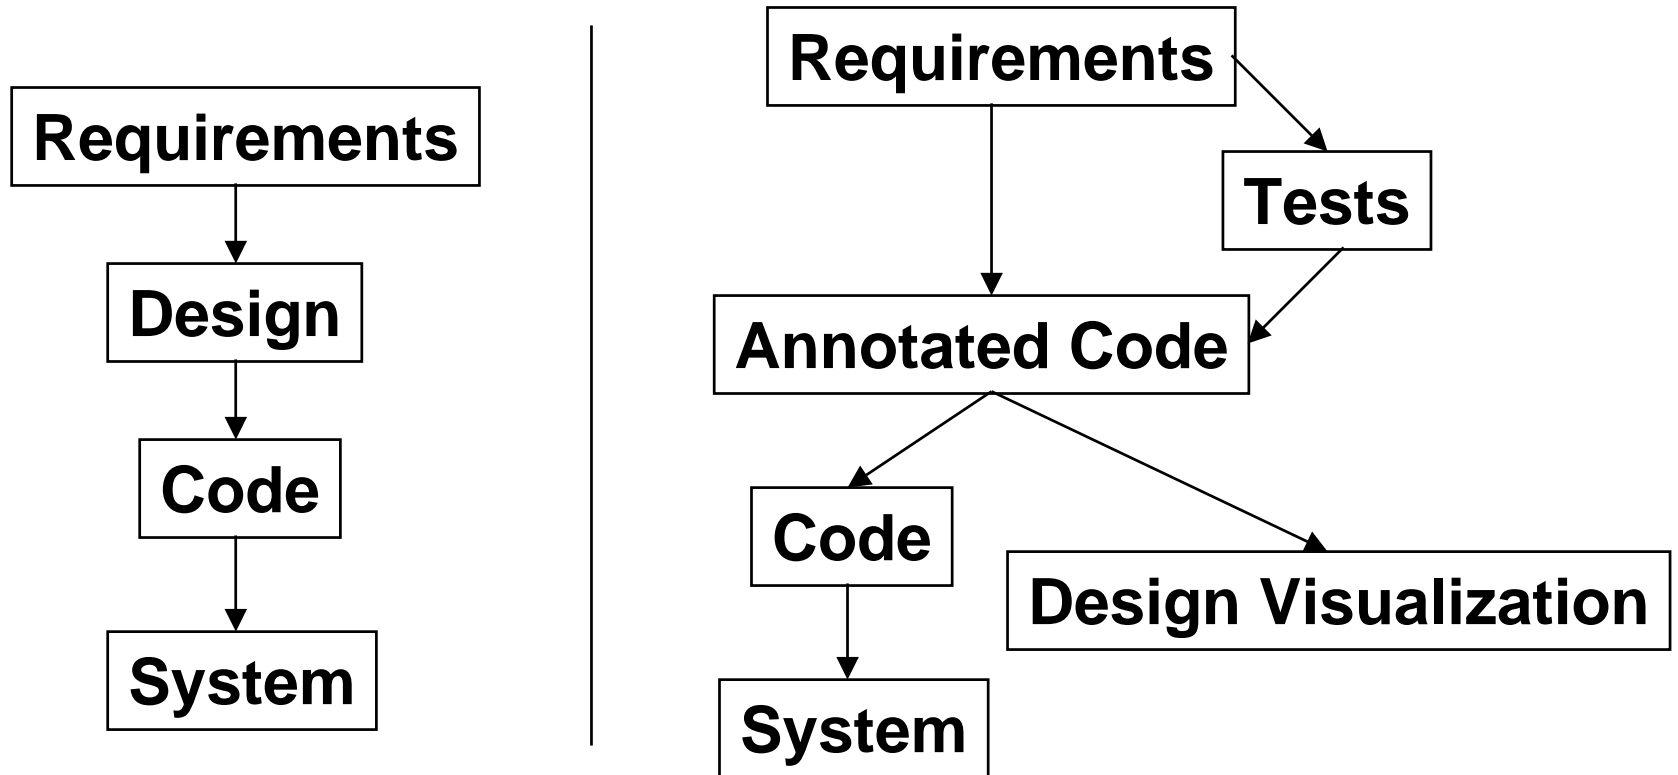 Requirements
Design
Code
System
Requirements
Tests
Annotated Code
Code
Design Visualization
System